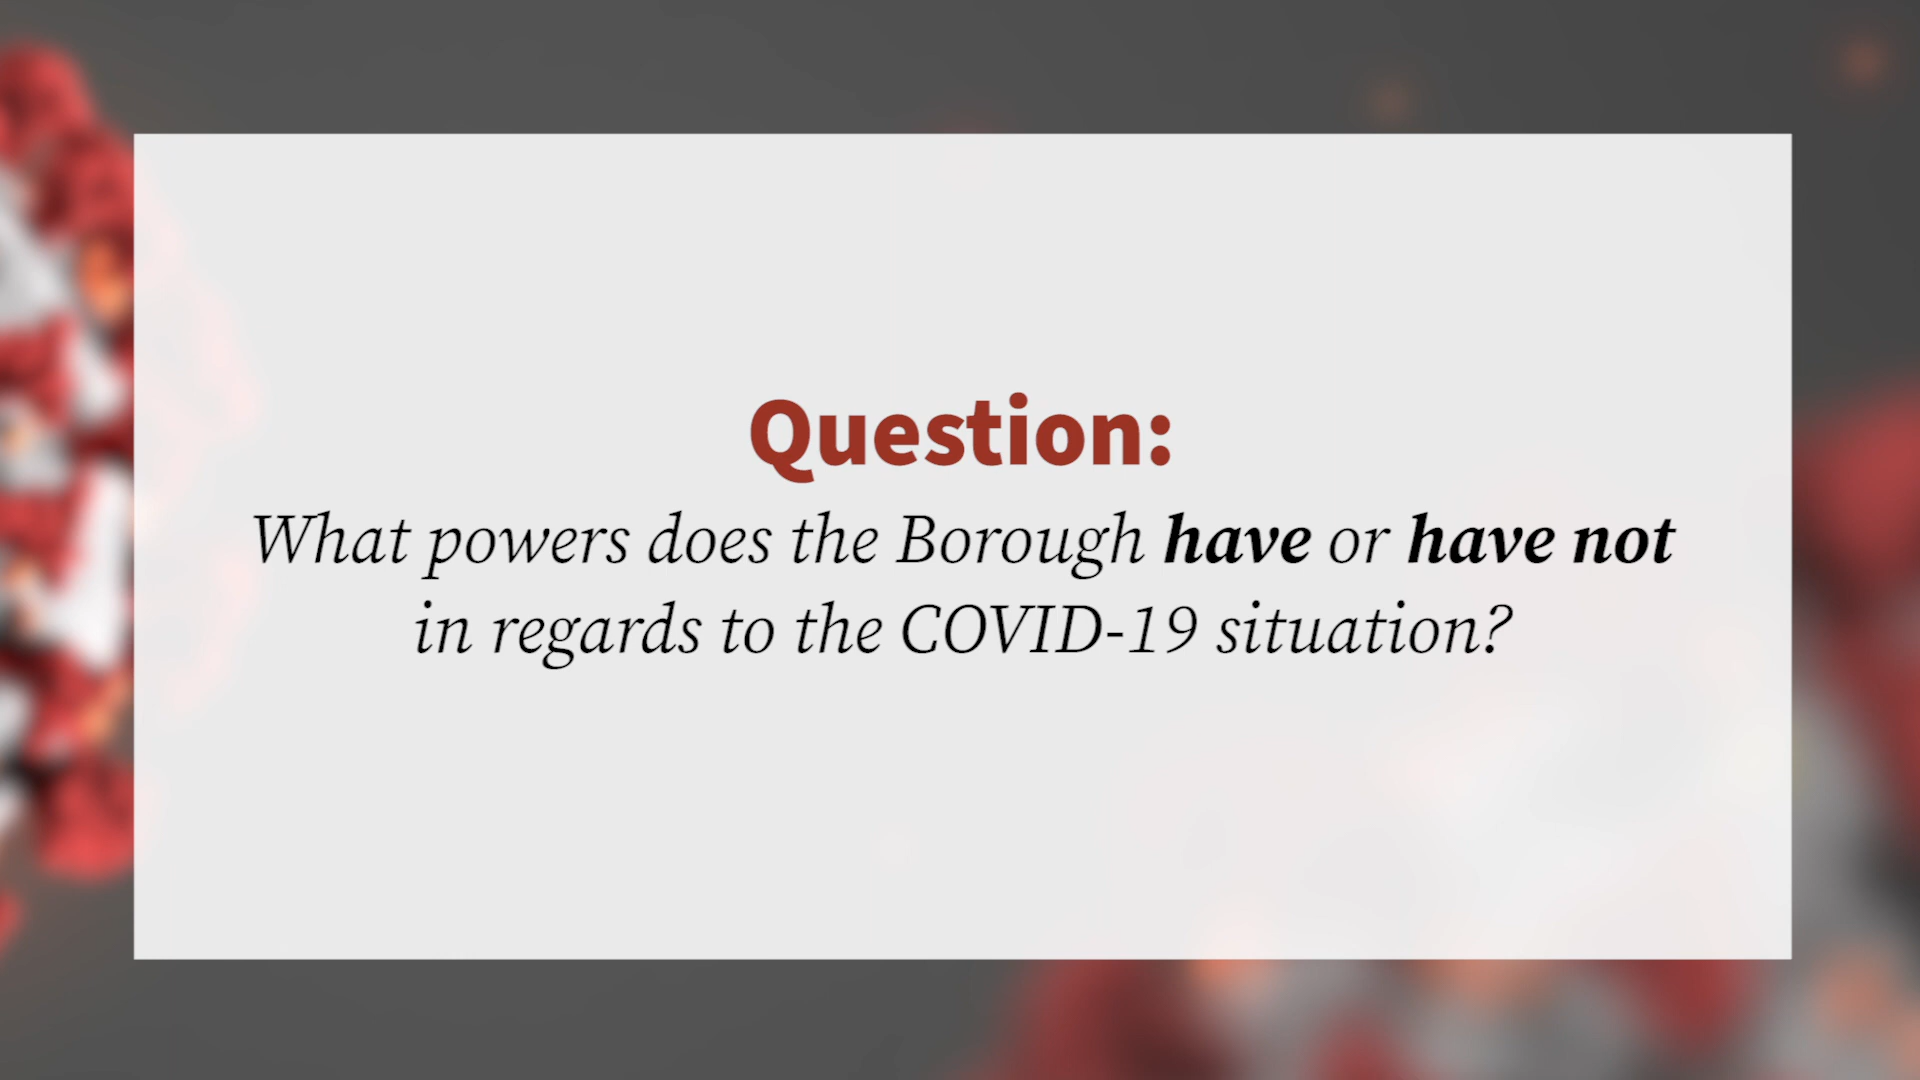 Question:
What powers does the Borough have or have not
in regards to the COVID-19 situation?